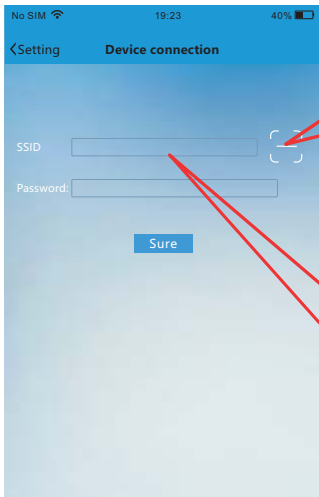 No SIM 19:23 40%
Setting Device connection
SSID
Password:
Sure